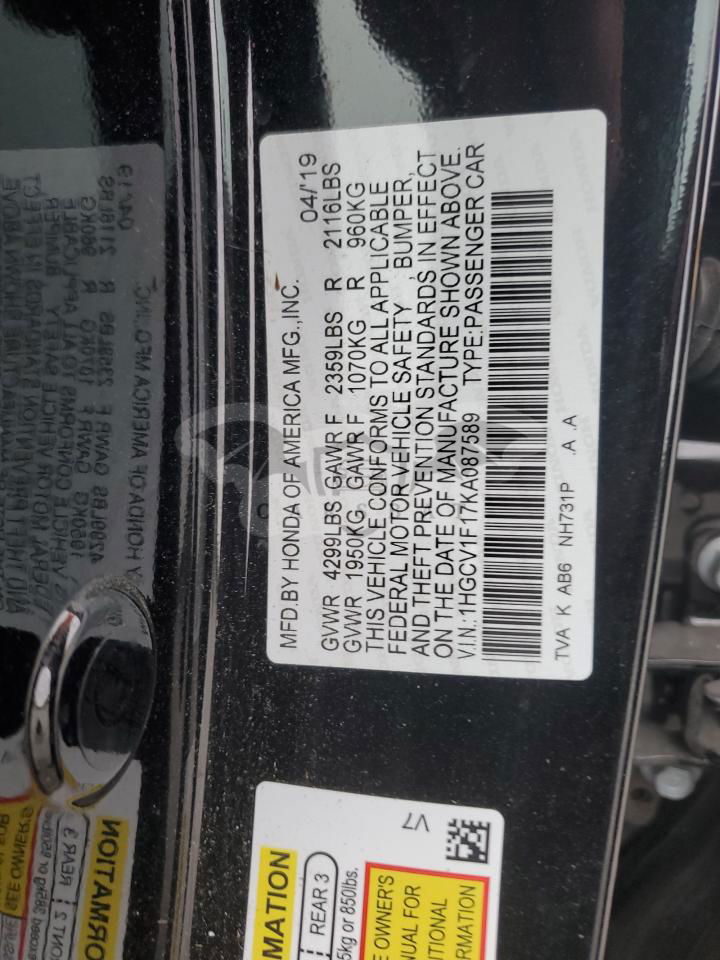 MFD.BY HONDA OF AMERICA MFG.,INC. 04/'19
GVWR 4299LBS GAWR F 2359LBS R 2116LBS
GVWR 1950KG GAWR F 1070KG R 960KG
THIS VEHICLE CONFORMS TO ALL APPLICABLE
FEDERAL MOTOR VEHICLE SAFETY , BUMPER,
AND THEFT PREVENTION STANDARDS IN EFFECT
ON THE DATE OF MANUFACTURE SHOWN ABOVE.
V.I.N.:1HGCV1F17KA087589 TYPE:PASSENGER CAR
TVA K AB6 NH731P .A .A
V7
MATION
REAR 3
5kg or 850lbs.
E OWNER'S
NUAL FOR
ITIONAL
RMATION